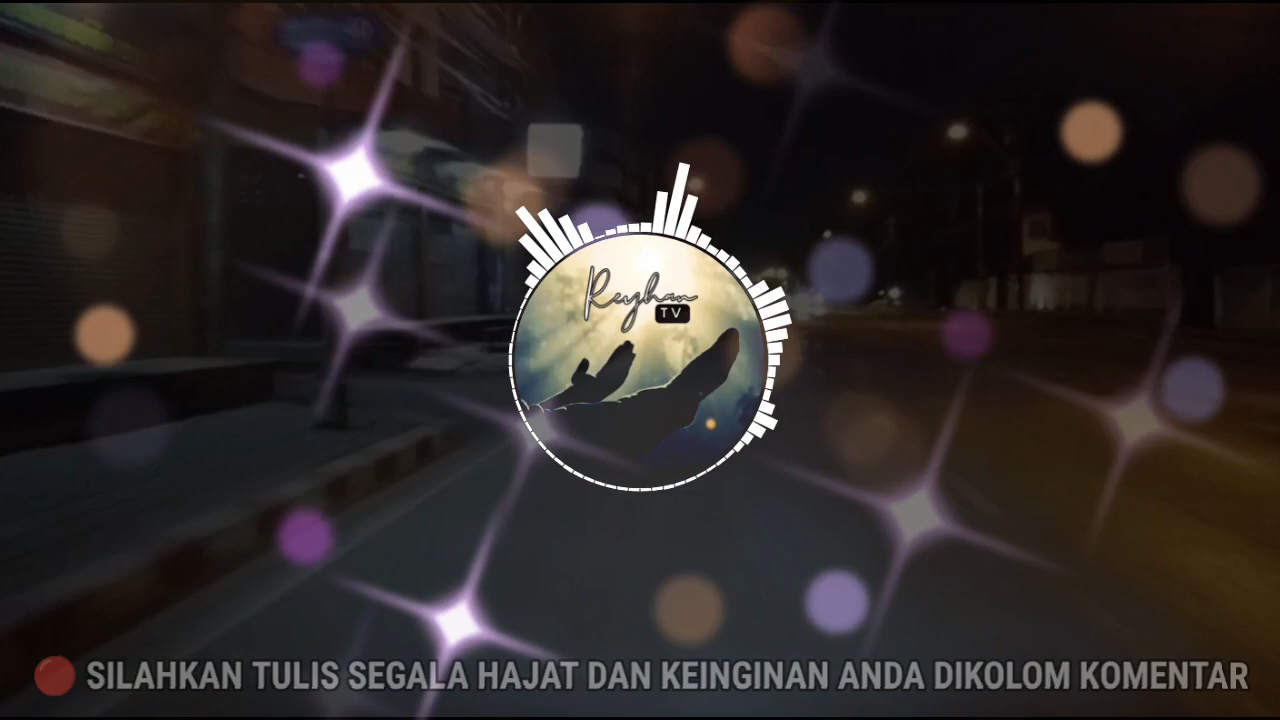 Reyhan
TV
SILAHKAN TULIS SEGALA HAJAT DAN KEINGINAN ANDA DIKOLOM KOMENTAR